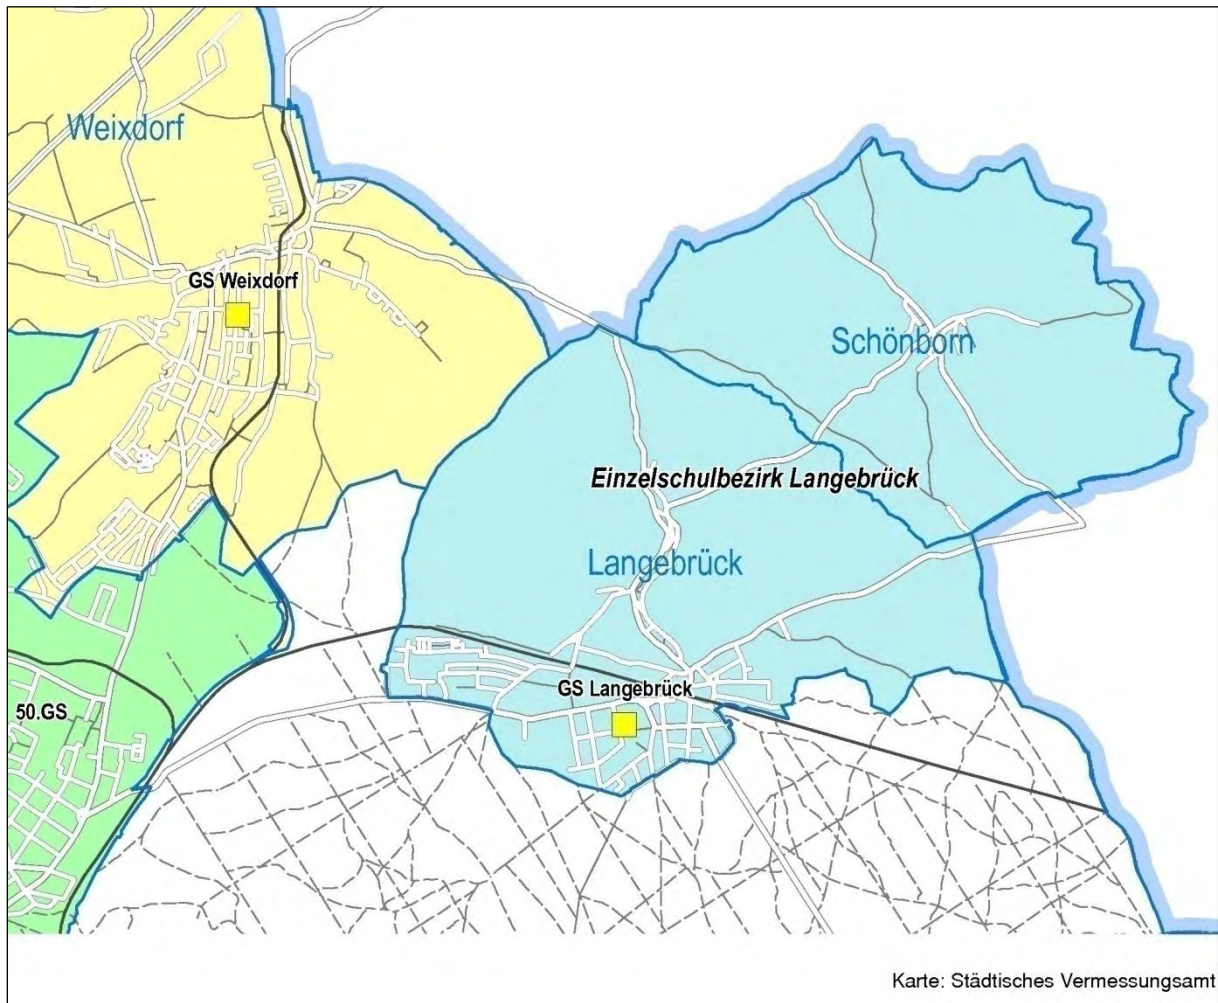 Weixdorf
GS Weixdorf
Schönborn
Einzelschulbezirk Langebrück
Langebrück
GS Langebrück
50.GS
Karte: Städtisches Vermessungsamt